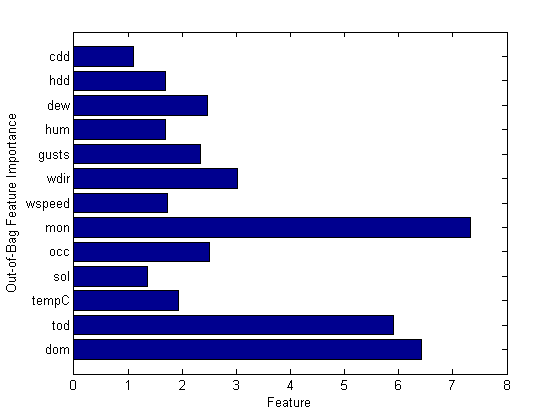 cdd
hdd
dew
hum
gusts
wdir
wspeed
mon
occ
sol
tempC
tod
dom
Out-of-Bag Feature Importance
0 1 2 3 4 5 6 7 8
Feature